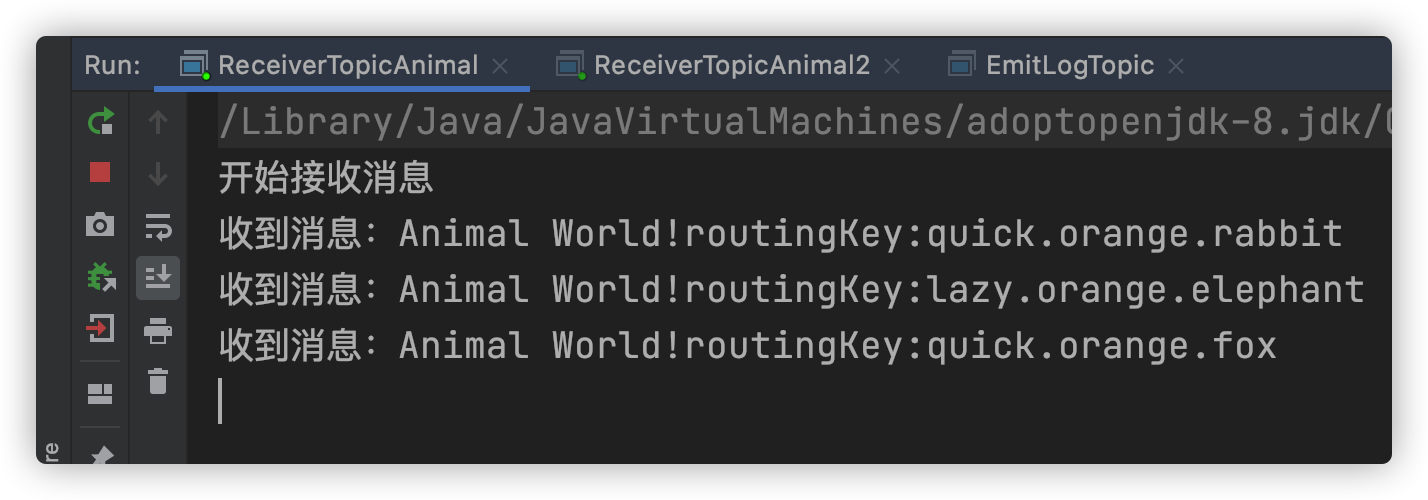 Run: ReceiverTopicAnimal ReceiverTopicAnimal2 EmitLogTopic
/Library/Java/JavaVirtualMachines/adoptopenjdk-8.jdk/
开始接收消息
收到消息：Animal World!routingKey:quick.orange.rabbit
收到消息：Animal World!routingKey:lazy.orange.elephant
收到消息：Animal World!routingKey:quick.orange.fox
re